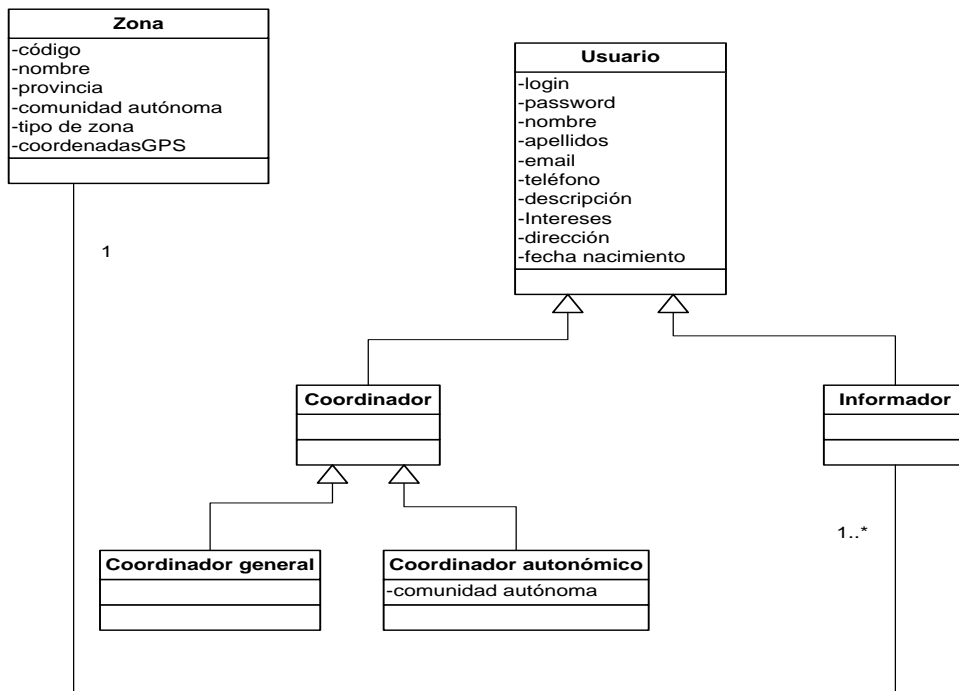 Zona
-código
-nombre
-provincia
-comunidad autónoma
-tipo de zona
-coordenadasGPS
1
Usuario
-login
-password
-nombre
-apellidos
-email
-teléfono
-descripción
-Intereses
-dirección
-fecha nacimiento
Coordinador
Informador
1..*
Coordinador general
Coordinador autonómico
-comunidad autónoma